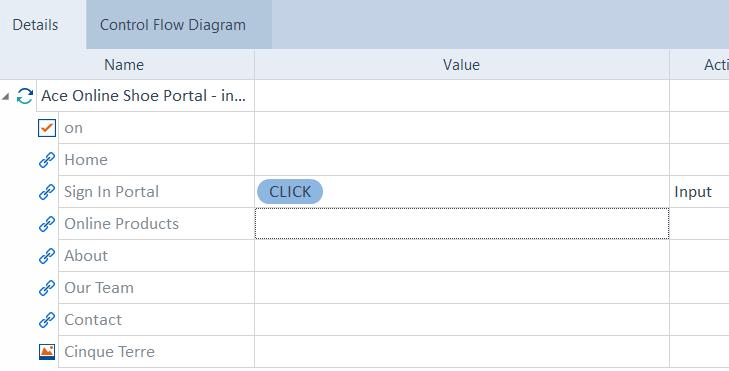 Details Control Flow Diagram
Name Value Acti
Ace Online Shoe Portal - in...
on
Home
Sign In Portal CLICK Input
Online Products
About
Our Team
Contact
Cinque Terre